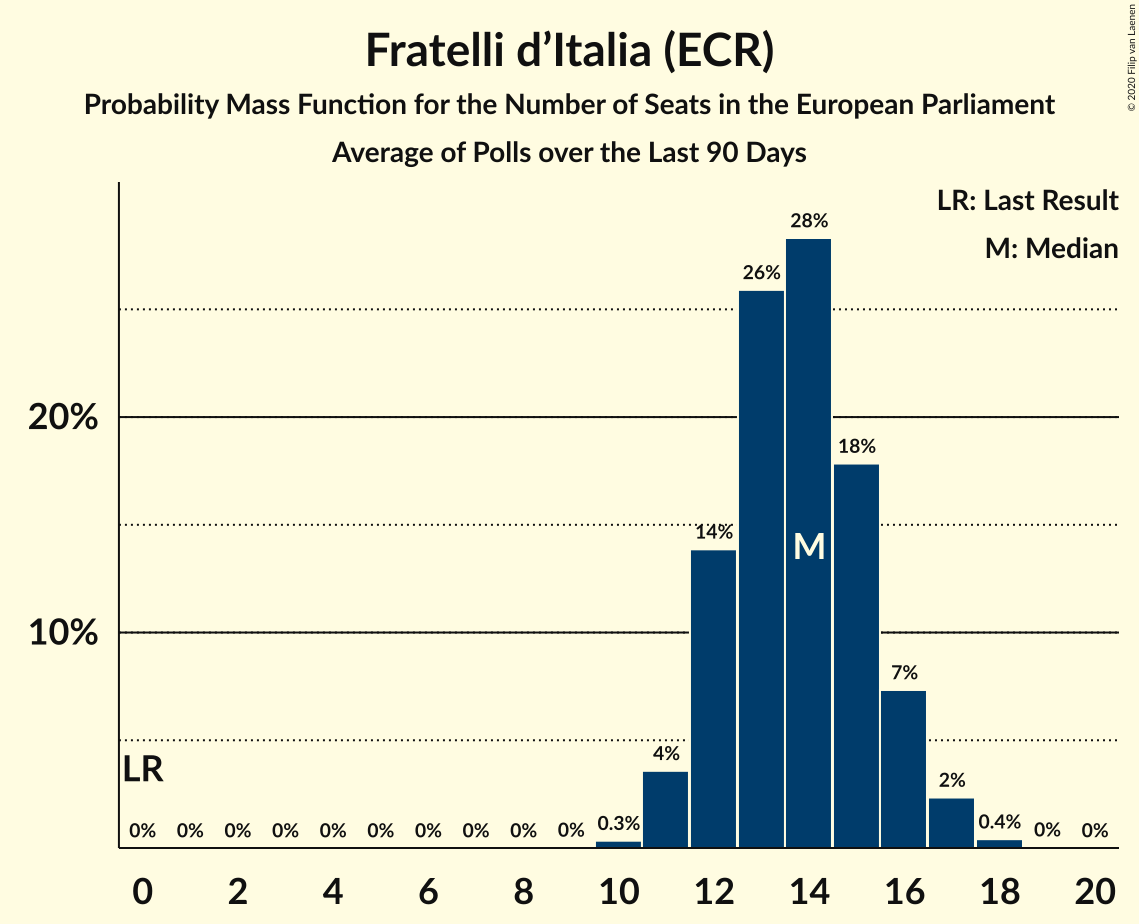 Fratelli d’Italia (ECR)
Probability Mass Function for the Number of Seats in the European Parliament
Average of Polls over the Last 90 Days
© 2020 Filip van Laenen
LR: Last Result
M: Median
28%
26%
20%
18%
14%
M
10%
7%
4%
2%
LR
0% 0% 0% 0% 0% 0% 0% 0% 0% 0% 0.3% 0.4% 0% 0%
0 2 4 6 8 10 12 14 16 18 20